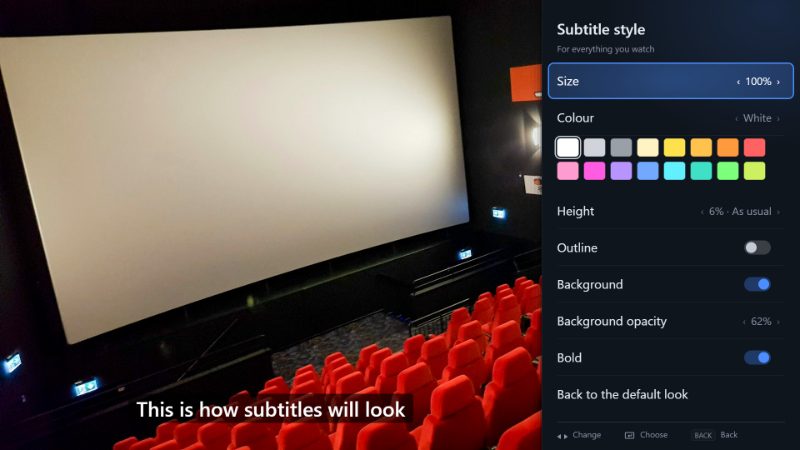 Subtitle style
For everything you watch
Size ‹ 100% ›
Colour ‹ White ›
Height ‹ 6% · As usual ›
Outline
Background
Background opacity ‹ 62% ›
Bold
Back to the default look
Change Choose BACK Back
This is how subtitles will look